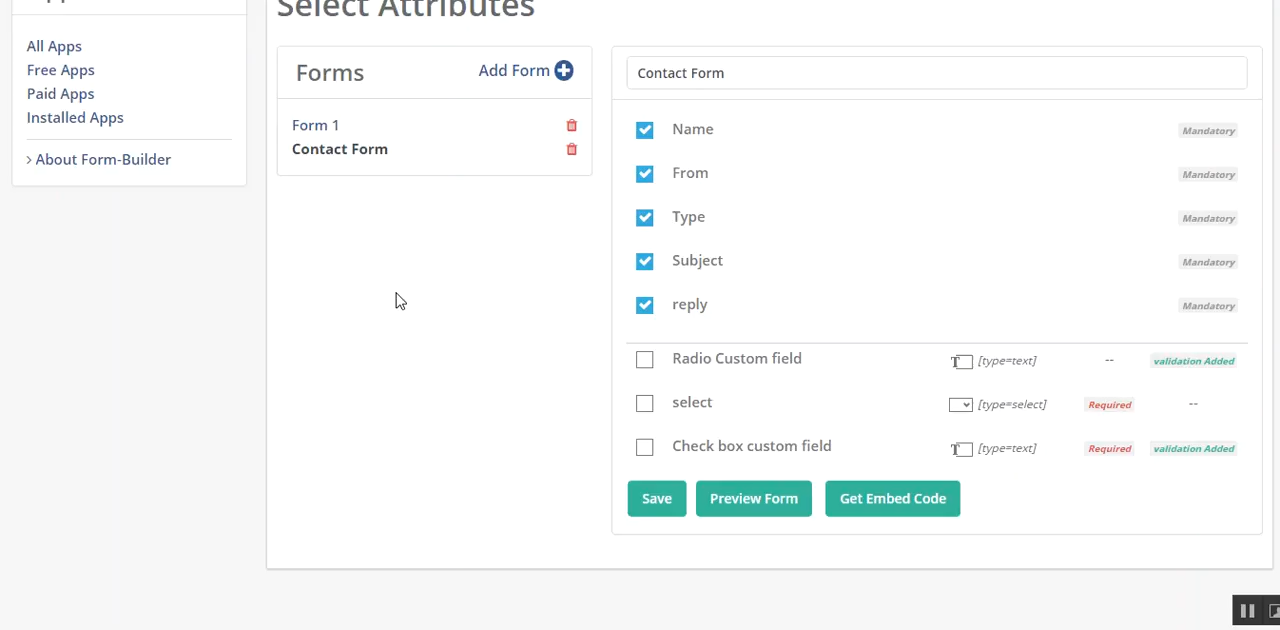 Select Attributes
All Apps
Free Apps
Paid Apps
Installed Apps
> About Form-Builder
Forms
Add Form
Form 1
Contact Form
Contact Form
Name Mandatory
From Mandatory
Type Mandatory
Subject Mandatory
reply Mandatory
Radio Custom field [type=text] -- validation Added
select [type=select] Required --
Check box custom field [type=text] Required validation Added
Save Preview Form Get Embed Code